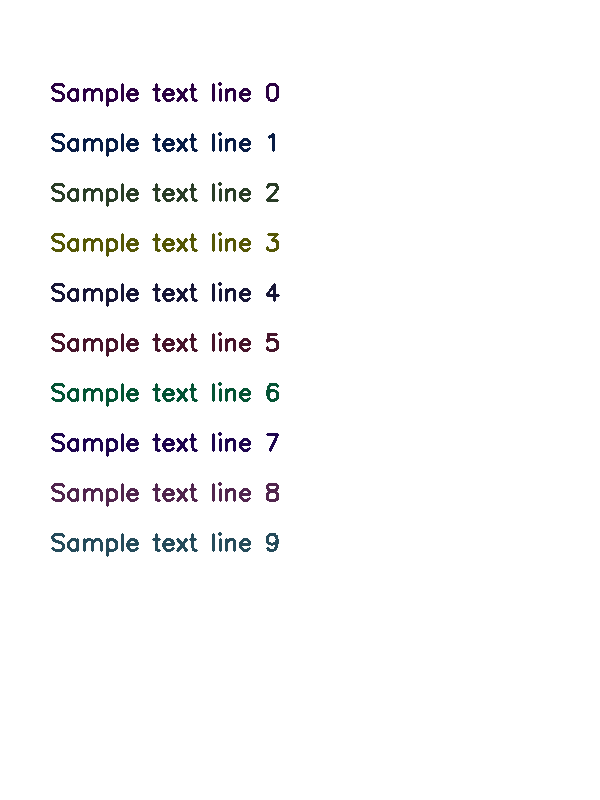 Sample text line 0
Sample text line 1
Sample text line 2
Sample text line 3
Sample text line 4
Sample text line 5
Sample text line 6
Sample text line 7
Sample text line 8
Sample text line 9